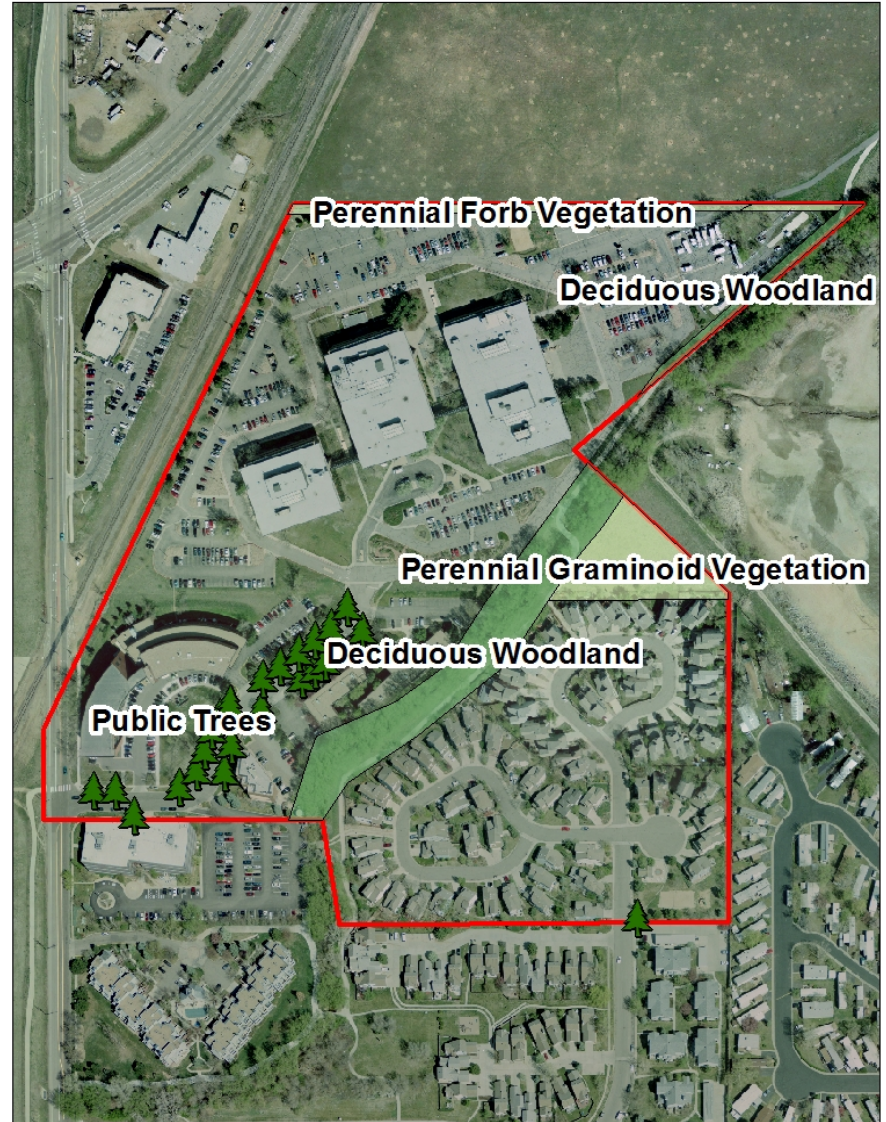 Perennial Forb Vegetation
Deciduous Woodland
Perennial Graminoid Vegetation
Deciduous Woodland
Public Trees